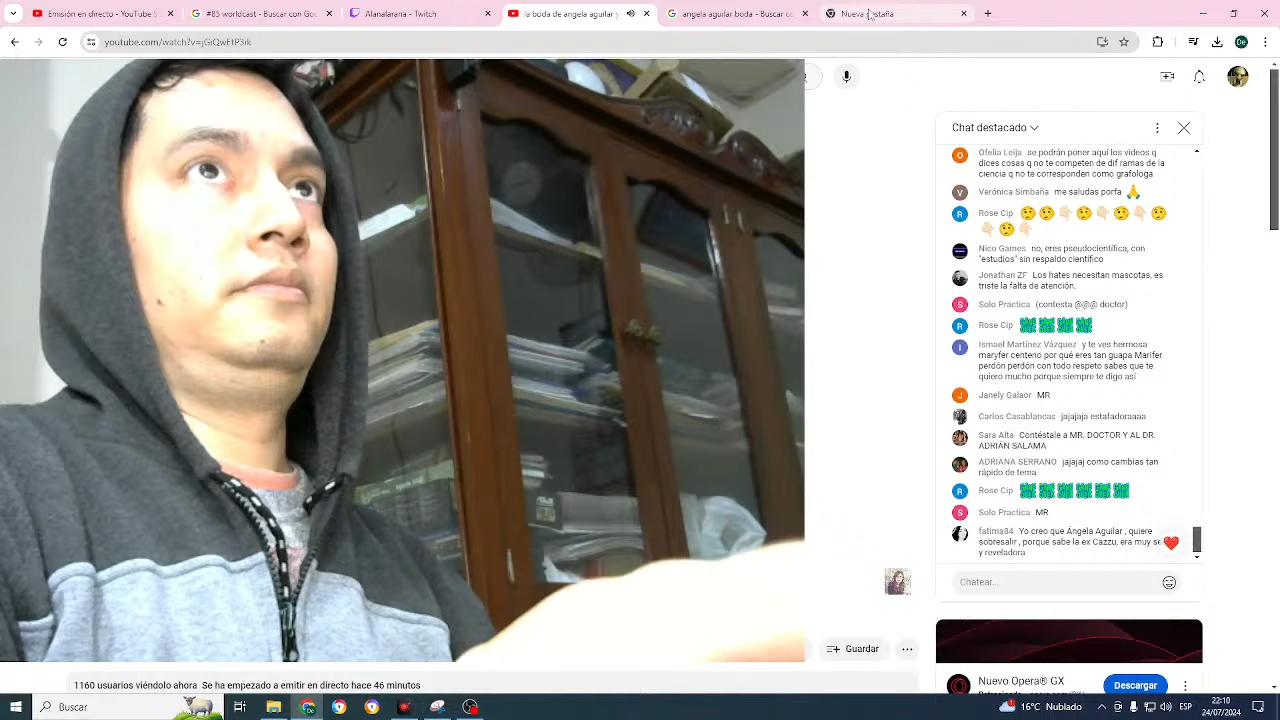 Emisión en directo - YouTube S
#85 worldtest - Buscar con Go
Alanalarana - Twitch
la boda de angela aguilar y
angela aguilar boda - Buscar c
Nueva pestaña
youtube.com/watch?v=
Chat destacado
Ofelia Leija se podrán poner aquí los videos q
dices cosas q no te competen de dif ramas de la
ciencia q no te corresponden como grafologa
Verónica Simbaña me saludas porfa 🙏
Rose Cip
Nico Games no, eres pseudocientífica, con
"estudios" sin respaldo científico
Jonathan ZF Los hates necesitan mascotas, es
triste la falta de atención.
Solo Practica (contesta @@@ doctor)
Rose Cip
Ismael Martínez Vázquez y te ves hermosa
maryfer centeno por qué eres tan guapa Marifer
perdón perdón con todo respeto sabes que te
quiero mucho porque siempre te digo así
Janely Galaor MR
Carlos Casablancas jajajaja estafadoraaaa
Sara Alta Contéstale a MR. DOCTOR Y AL DR.
ADRIÁN SALAMA
ADRIANA SERRANO jajajaj como cambias tan
rápido de tema
Rose Cip
Solo Practica MR
fatima84 Yo creo que Ángela Aguilar , quiere
sobresalir , porque sabe la ex Cazzu, era muy se
y reveladora
Chatear...
Guardar
1160 usuarios viéndolo ahora Se ha empezado a emitir en directo hace 46 minutos
Nuevo Opera® GX
Descargar
Buscar
16°C Nublado
ESP
22:10
24/07/2024